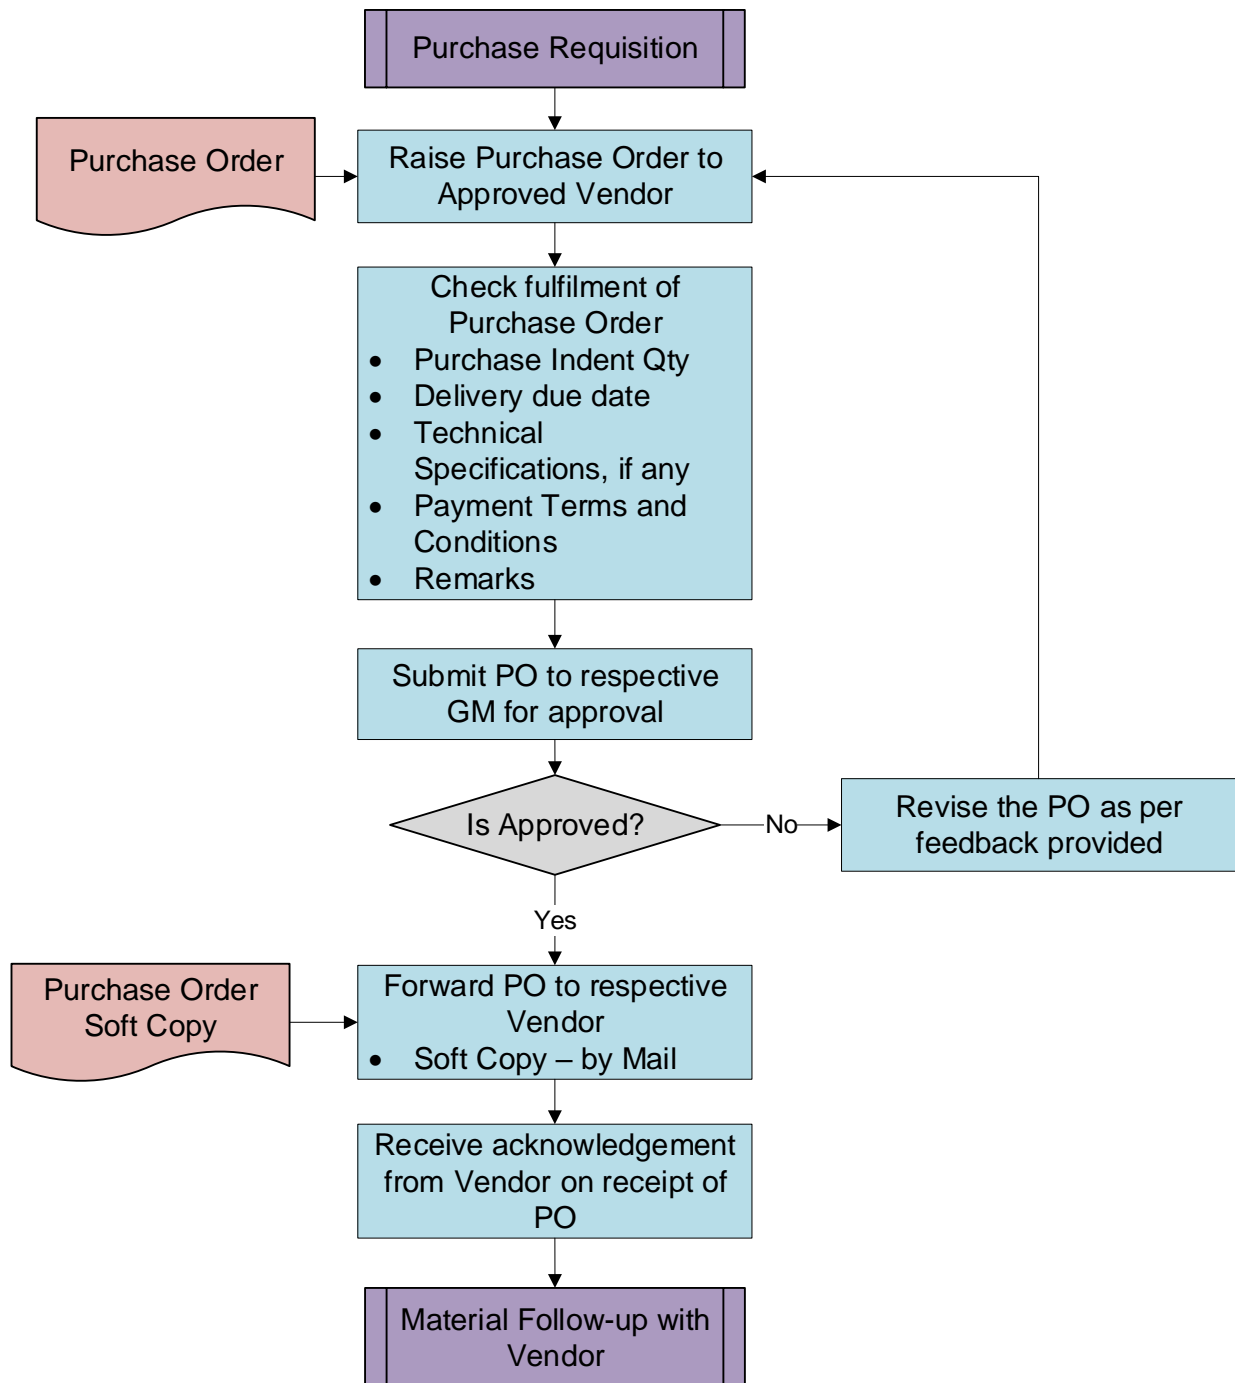 Purchase Requisition
Purchase Order
Raise Purchase Order to
Approved Vendor
Check fulfilment of
Purchase Order
• Purchase Indent Qty
• Delivery due date
• Technical
Specifications, if any
• Payment Terms and
Conditions
• Remarks
Submit PO to respective
GM for approval
Is Approved?
No
Revise the PO as per
feedback provided
Yes
Purchase Order
Soft Copy
Forward PO to respective
Vendor
• Soft Copy – by Mail
Receive acknowledgement
from Vendor on receipt of
PO
Material Follow-up with
Vendor